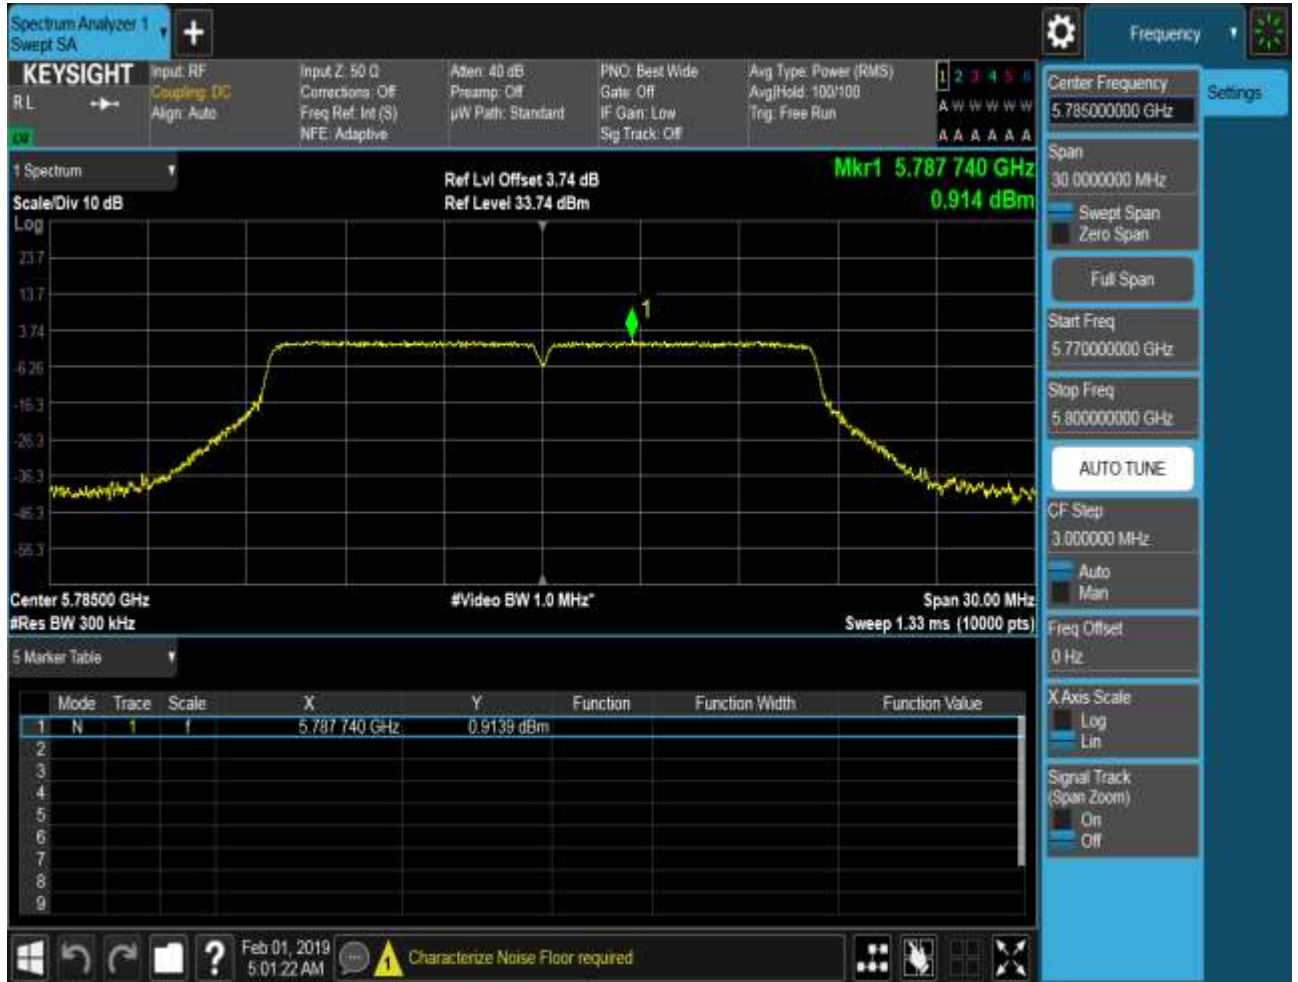 Spectrum Analyzer 1
Swept SA
+
Frequency
KEYSIGHT
RL
Input: RF
Coupling: DC
Align: Auto
Input Z: 50 Ω
Corrections: Off
Freq Ref: Int (S)
NFE: Adaptive
Atten: 40 dB
Preamp: Off
µW Path: Standard
PNO: Best Wide
Gate: Off
IF Gain: Low
Sig Track: Off
Avg Type: Power (RMS)
Avg|Hold: 100/100
Trig: Free Run
1 2 3 4 5 6
A W W W W W
A A A A A A
1 Spectrum
Scale/Div 10 dB
Ref Lvl Offset 3.74 dB
Ref Level 33.74 dBm
Mkr1 5.787 740 GHz
0.914 dBm
Log
23.7
13.7
3.74
-6.26
-16.3
-26.3
-36.3
-46.3
-56.3
1
Center 5.78500 GHz
#Res BW 300 kHz
#Video BW 1.0 MHz*
Span 30.00 MHz
Sweep 1.33 ms (10000 pts)
5 Marker Table
Mode Trace Scale X Y Function Function Width Function Value
1 N 1 f 5.787 740 GHz 0.9139 dBm
2
3
4
5
6
7
8
9
Center Frequency
5.785000000 GHz
Settings
Span
30.0000000 MHz
Swept Span
Zero Span
Full Span
Start Freq
5.770000000 GHz
Stop Freq
5.800000000 GHz
AUTO TUNE
CF Step
3.000000 MHz
Auto
Man
Freq Offset
0 Hz
X Axis Scale
Log
Lin
Signal Track
(Span Zoom)
On
Off
?
Feb 01, 2019
5:01:22 AM
1
Characterize Noise Floor required